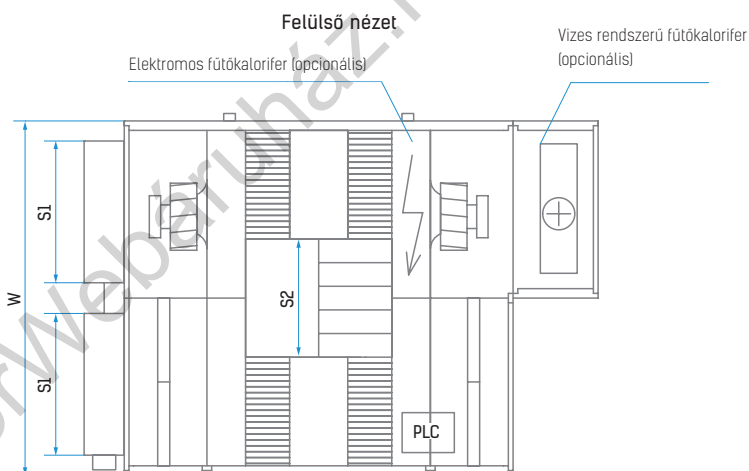 Felülső nézet
Vizes rendszerű fűtőkalorifer
(opcionális)
Elektromos fűtőkalorifer (opcionális)
S1
W
S2
S1
PLC